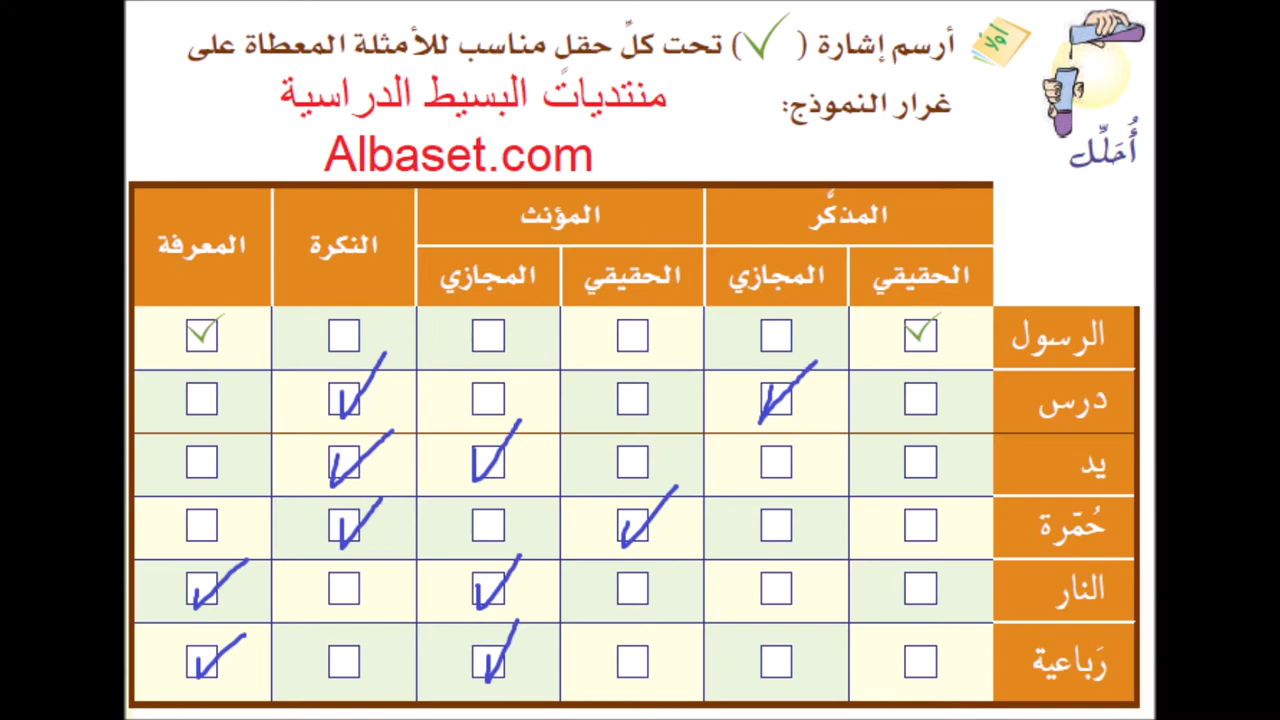 أولاً
أرسم إشارة (✓) تحت كلِّ حقل مناسب للأمثلة المعطاة على
غرار النموذج:
أُحَلِّل
منتدياتً البسيط الدراسية
Albaset.com
المذكَّر المؤنث النكرة المعرفة
الحقيقي المجازي الحقيقي المجازي
الرسول ✓ ✓
درس ✓ ✓
يد ✓ ✓
حُمّرة ✓ ✓
النار ✓ ✓
رَباعية ✓ ✓